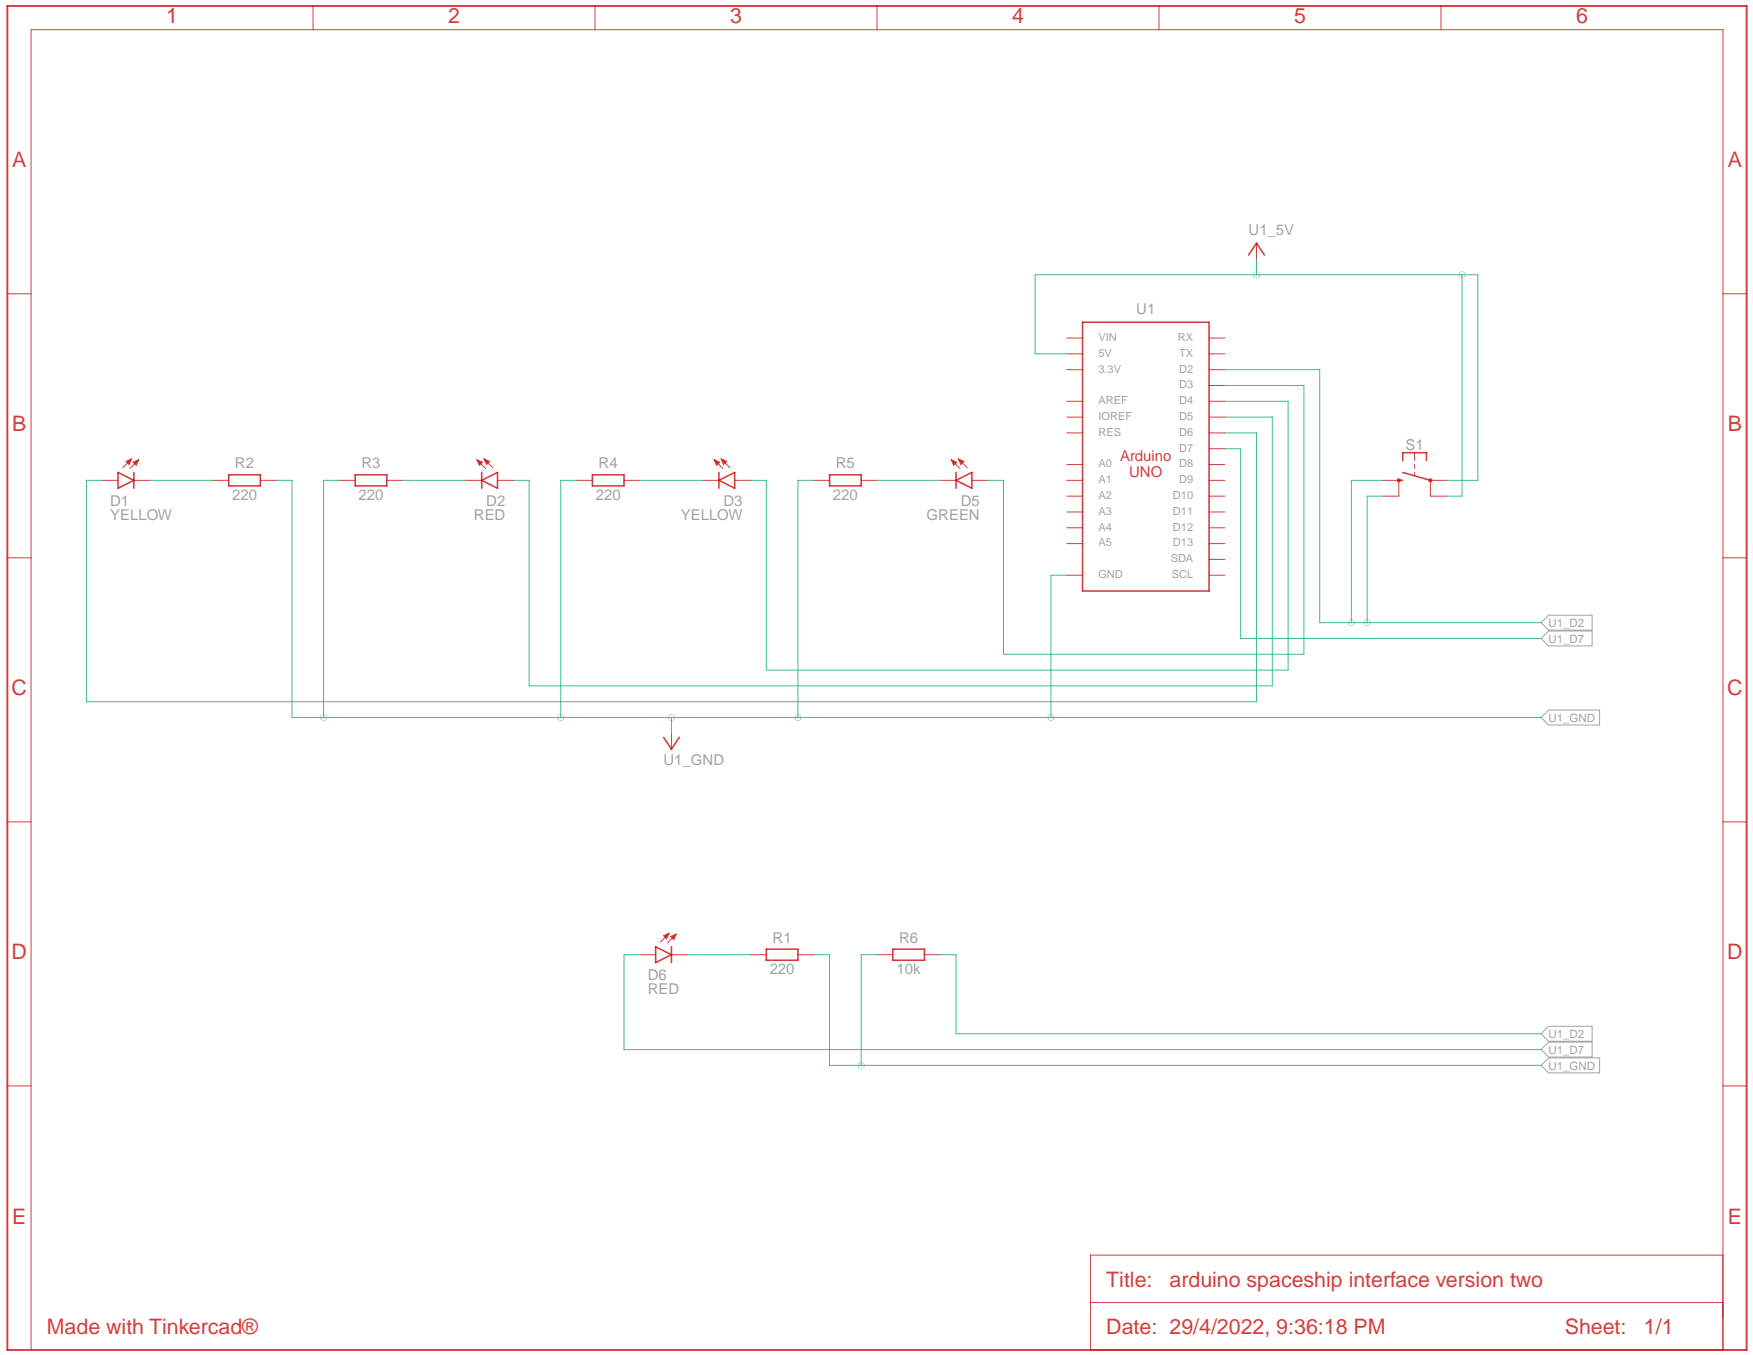 1 2 3 4 5 6
A A
U1_5V
U1
VIN RX
5V TX
3.3V D2
D3
AREF D4
IOREF D5
RES D6
D7
B B
Arduino
UNO
A0 D8
A1 D9
A2 D10
A3 D11
A4 D12
A5 D13
SDA
GND SCL
S1
R2 R3 R4 R5
220 220 220 220
D1 D2 D3 D5
YELLOW RED YELLOW GREEN
U1_D2
U1_D7
C C
U1_GND
U1_GND
R1 R6
D D
220 10k
D6
RED
U1_D2
U1_D7
U1_GND
E E
Title: arduino spaceship interface version two
Made with Tinkercad®
Date: 29/4/2022, 9:36:18 PM Sheet: 1/1